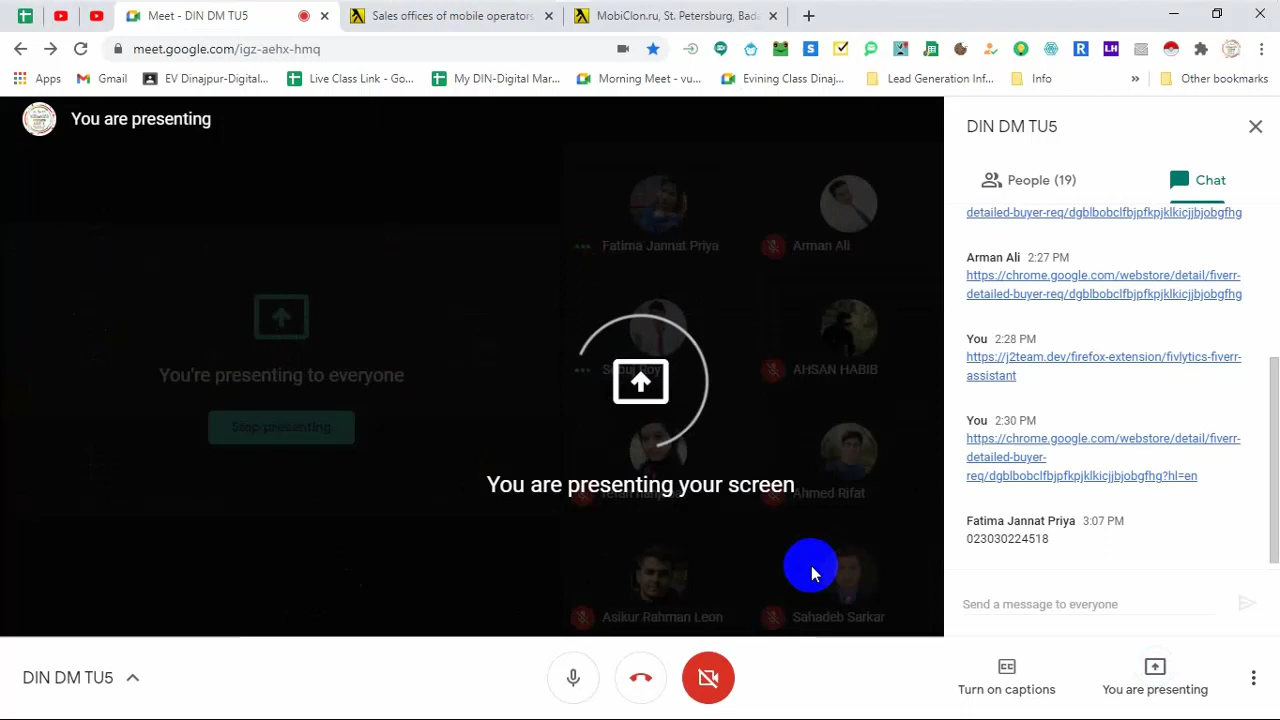 Meet - DIN DM TU5
Sales offices of mobile operators
MobiClon.ru, St. Petersburg, Bada
meet.google.com/igz-aehx-hmq
Apps
Gmail
EV Dinajpur-Digital...
Live Class Link - Go...
My DIN-Digital Mar...
Morning Meet - vu...
Evining Class Dinaj...
Lead Generation Inf...
Info
Other bookmarks
You are presenting
Fatima Jannat Priya
Arman Ali
You're presenting to everyone
Stop presenting
AHSAN HABIB
You are presenting your screen
Ahmed Rifat
Asikur Rahman Leon
Sahadeb Sarkar
DIN DM TU5
People (19)
Chat
detailed-buyer-req/dgblbobclfbjpfkpjklkicjjbjobgfhg
Arman Ali 2:27 PM
https://chrome.google.com/webstore/detail/fiverr-
detailed-buyer-req/dgblbobclfbjpfkpjklkicjjbjobgfhg
You 2:28 PM
https://j2team.dev/firefox-extension/fivlytics-fiverr-
assistant
You 2:30 PM
https://chrome.google.com/webstore/detail/fiverr-
detailed-buyer-
req/dgblbobclfbjpfkpjklkicjjbjobgfhg?hl=en
Fatima Jannat Priya 3:07 PM
023030224518
Send a message to everyone
DIN DM TU5
Turn on captions
You are presenting